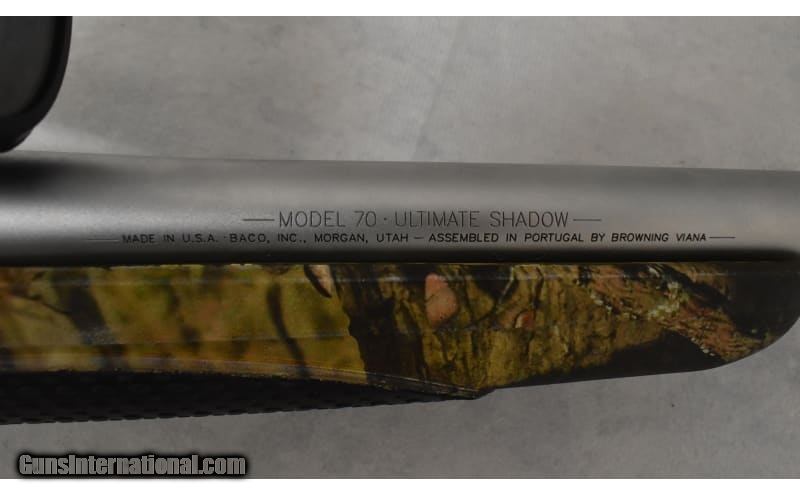 MODEL 70 · ULTIMATE SHADOW
MADE IN U.S.A. · BACO, INC., MORGAN, UTAH – ASSEMBLED IN PORTUGAL BY BROWNING VIANA
GunsInternational.com